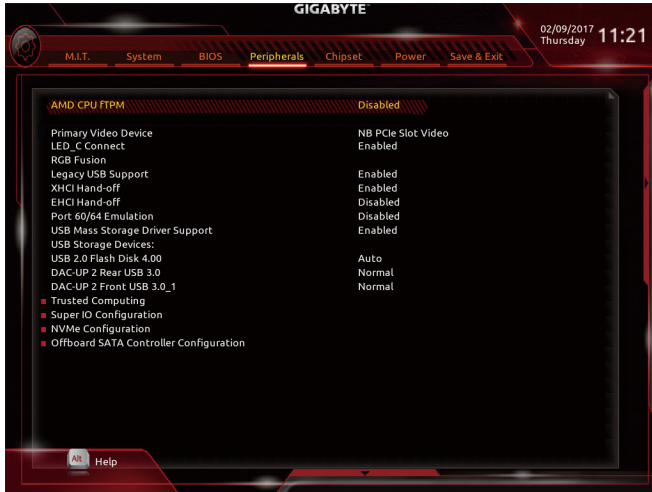 GIGABYTE
02/09/2017 Thursday 11:21
M.I.T. System BIOS Peripherals Chipset Power Save & Exit
AMD CPU fTPM Disabled
Primary Video Device NB PCIe Slot Video
LED_C Connect Enabled
RGB Fusion
Legacy USB Support Enabled
XHCI Hand-off Enabled
EHCI Hand-off Disabled
Port 60/64 Emulation Disabled
USB Mass Storage Driver Support Enabled
USB Storage Devices:
USB 2.0 Flash Disk 4.00 Auto
DAC-UP 2 Rear USB 3.0 Normal
DAC-UP 2 Front USB 3.0_1 Normal
Trusted Computing
Super IO Configuration
NVMe Configuration
Offboard SATA Controller Configuration
Alt Help